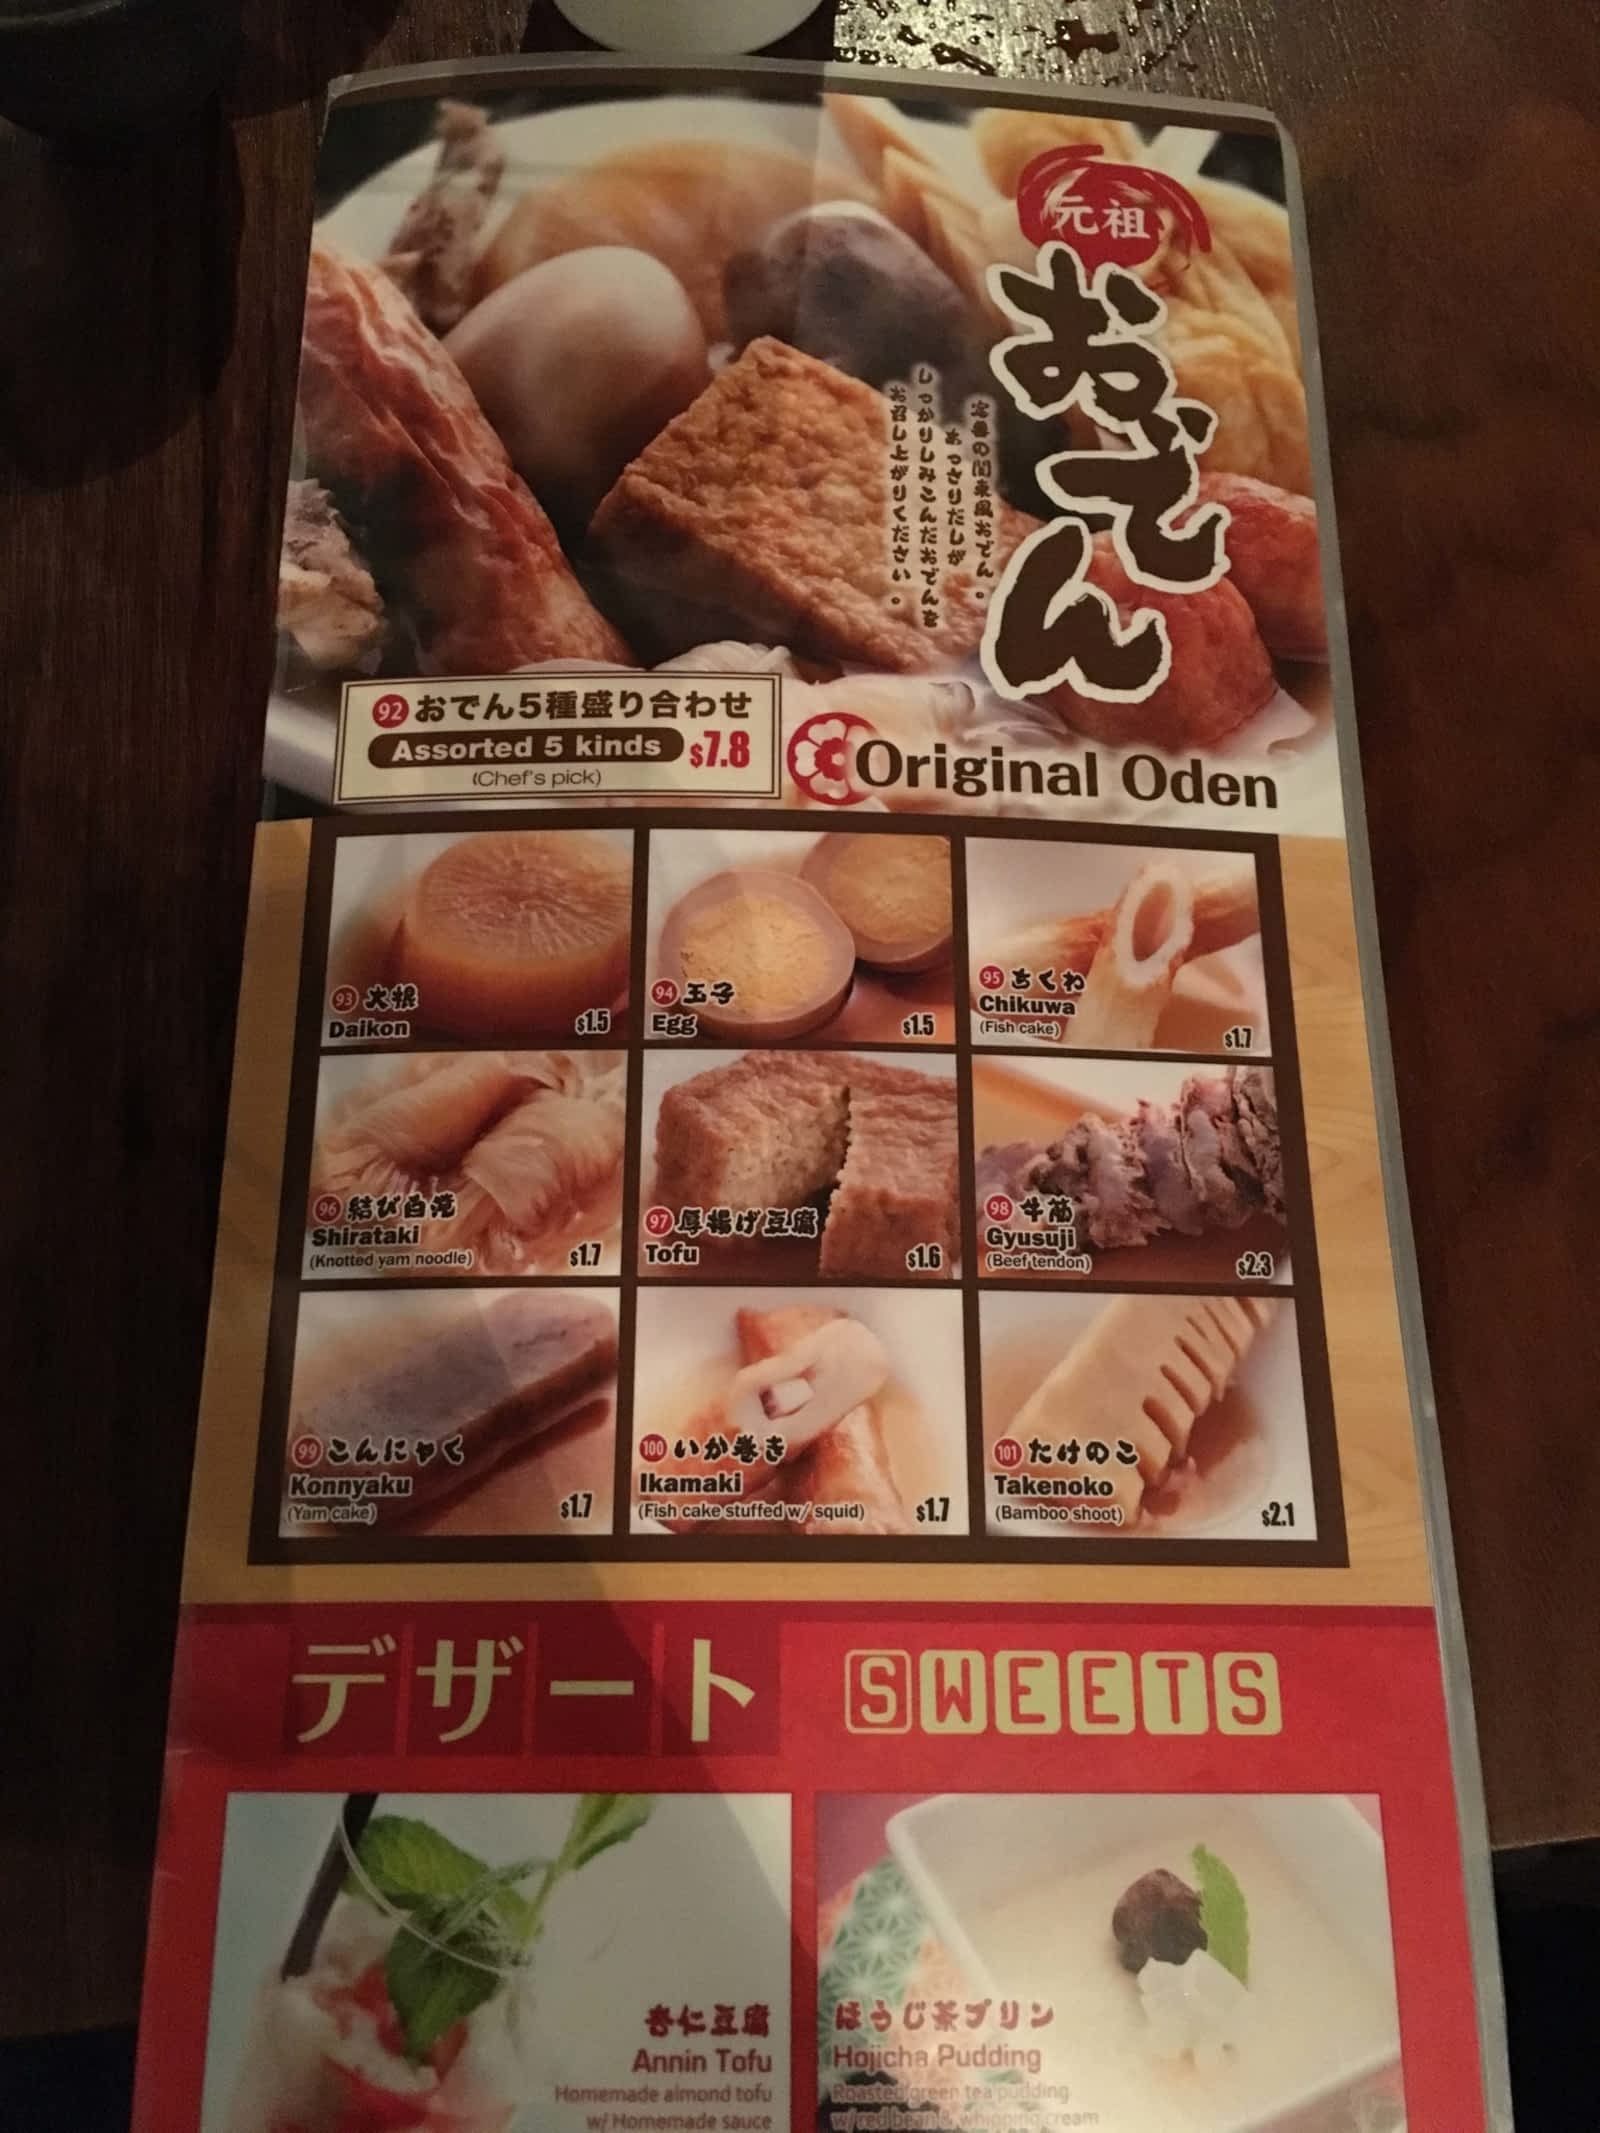 元祖
おでん
定番の関東風おでん。
あっさりだしが
しっかりしみこんだおでんを
お召し上がりください。
92 おでん5種盛り合わせ
Assorted 5 kinds $7.8
(Chef's pick)
Original Oden
93 大根
Daikon $1.5
94 玉子
Egg $1.5
95 ちくわ
Chikuwa
(Fish cake) $1.7
96 結び白滝
Shirataki
(Knotted yam noodle) $1.7
97 厚揚げ豆腐
Tofu $1.6
98 牛筋
Gyusuji
(Beef tendon) $2.3
99 こんにゃく
Konnyaku
(Yam cake) $1.7
100 いか巻き
Ikamaki
(Fish cake stuffed w/ squid) $1.7
101 たけのこ
Takenoko
(Bamboo shoot) $2.1
デザート SWEETS
杏仁豆腐
Annin Tofu
Homemade almond tofu
w/ Homemade sauce
ほうじ茶プリン
Hojicha Pudding
Roasted green tea pudding
w/ red bean & whipping cream